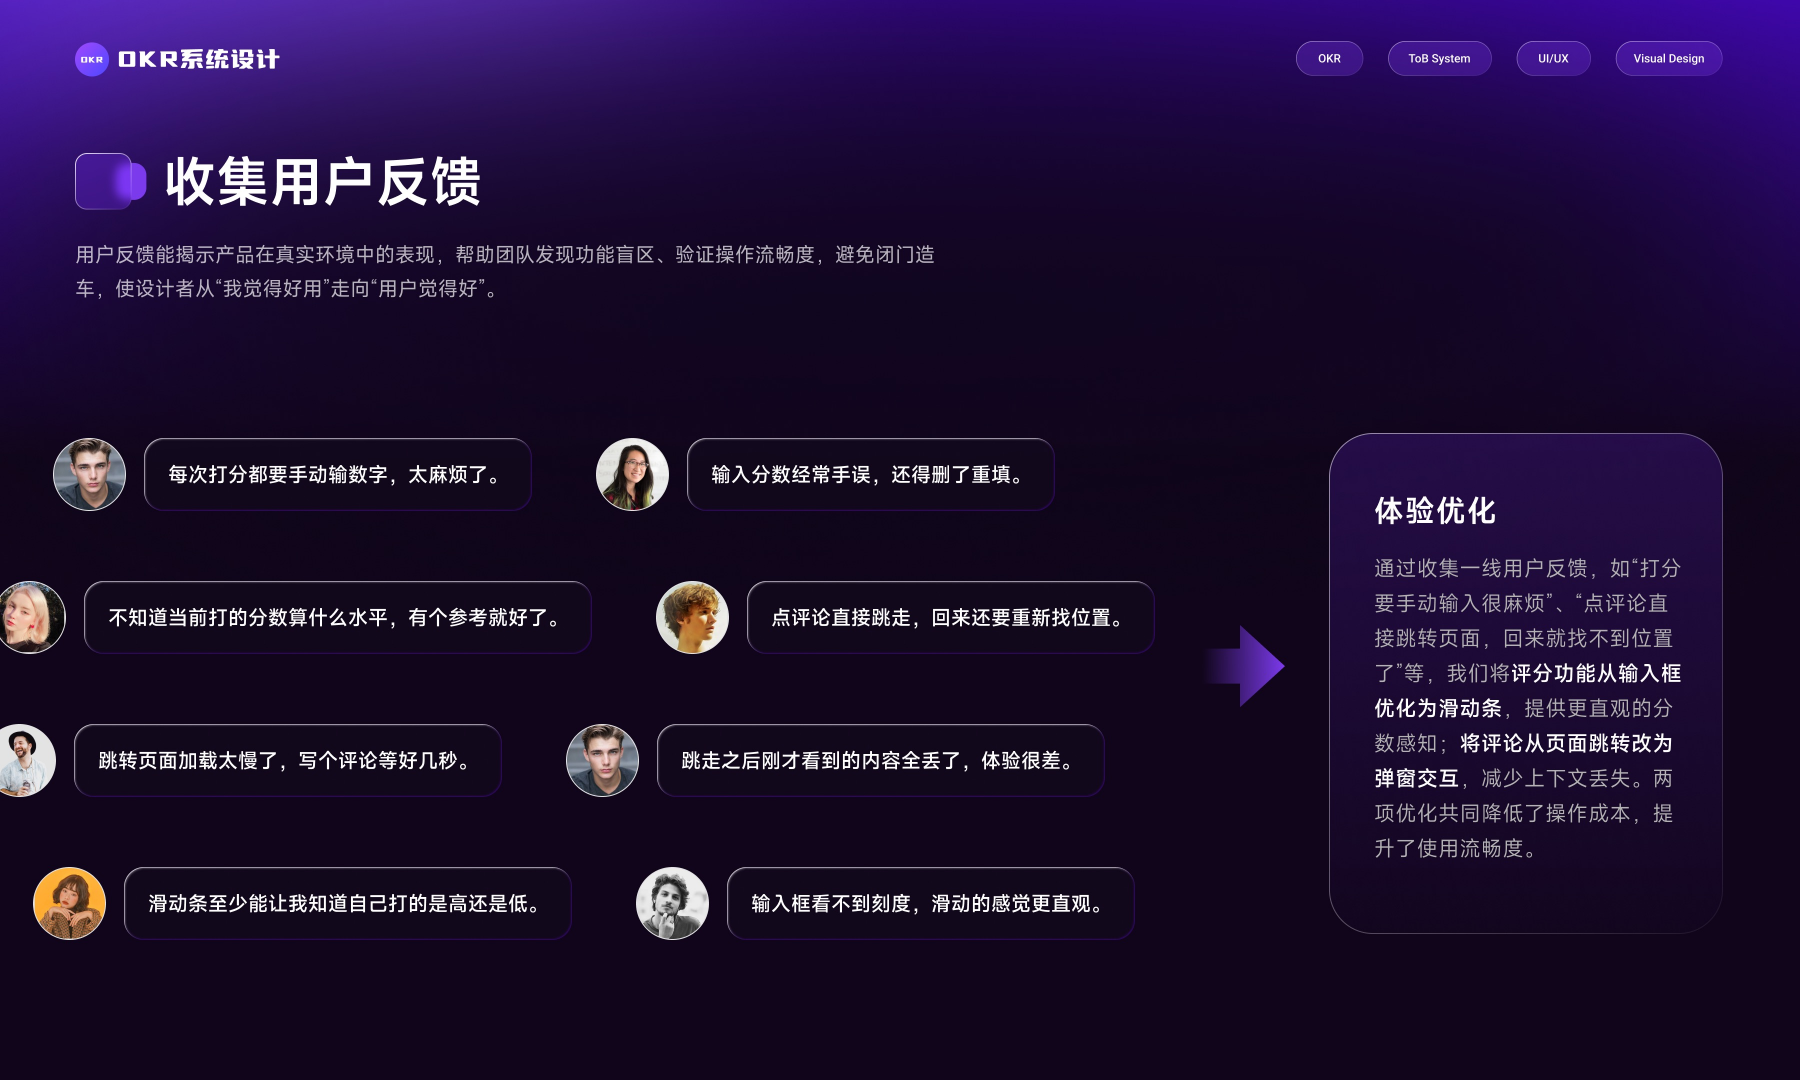 OKR OKR系统设计
OKR
ToB System
UI/UX
Visual Design
收集用户反馈
用户反馈能揭示产品在真实环境中的表现，帮助团队发现功能盲区、验证操作流畅度，避免闭门造
车，使设计者从“我觉得好用”走向“用户觉得好”。
每次打分都要手动输数字，太麻烦了。
输入分数经常手误，还得删了重填。
不知道当前打的分数算什么水平，有个参考就好了。
点评论直接跳走，回来还要重新找位置。
跳转页面加载太慢了，写个评论等好几秒。
跳走之后刚才看到的内容全丢了，体验很差。
滑动条至少能让我知道自己打的是高还是低。
输入框看不到刻度，滑动的感觉更直观。
体验优化
通过收集一线用户反馈，如“打分
要手动输入很麻烦”、“点评论直
接跳转页面，回来就找不到位置
了”等，我们将评分功能从输入框
优化为滑动条，提供更直观的分
数感知；将评论从页面跳转改为
弹窗交互，减少上下文丢失。两
项优化共同降低了操作成本，提
升了使用流畅度。